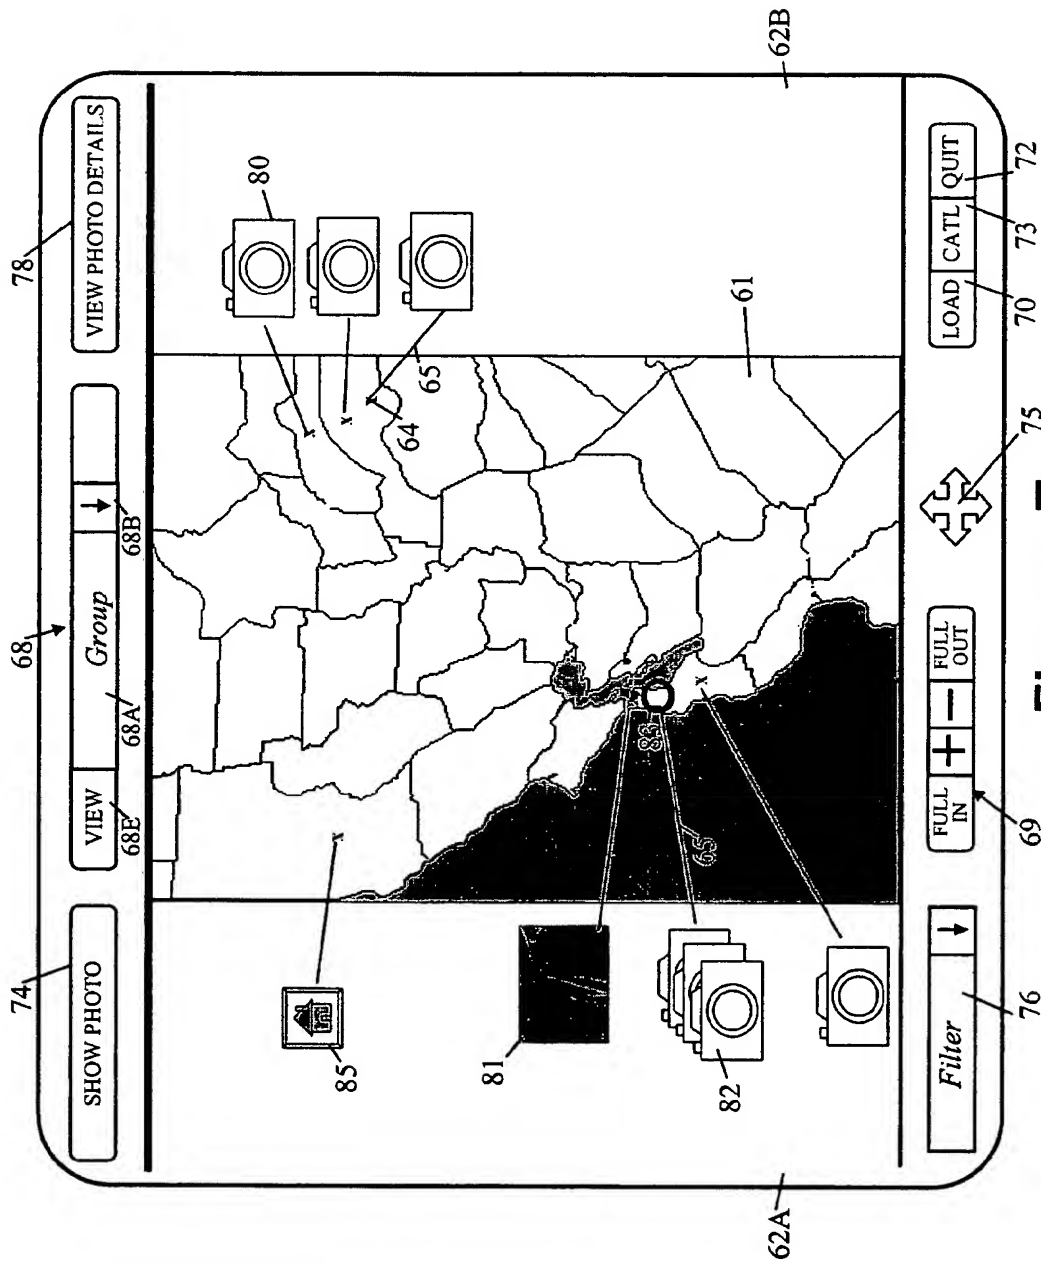 78
68
74
VIEW PHOTO DETAILS
Group
VIEW
SHOW PHOTO
68B
68A
68E
80
85
65
64
81
61
83
65
82
62B
62A
LOAD CATL QUIT
FULL IN
FULL OUT
Filter
72
73
70
75
69
76